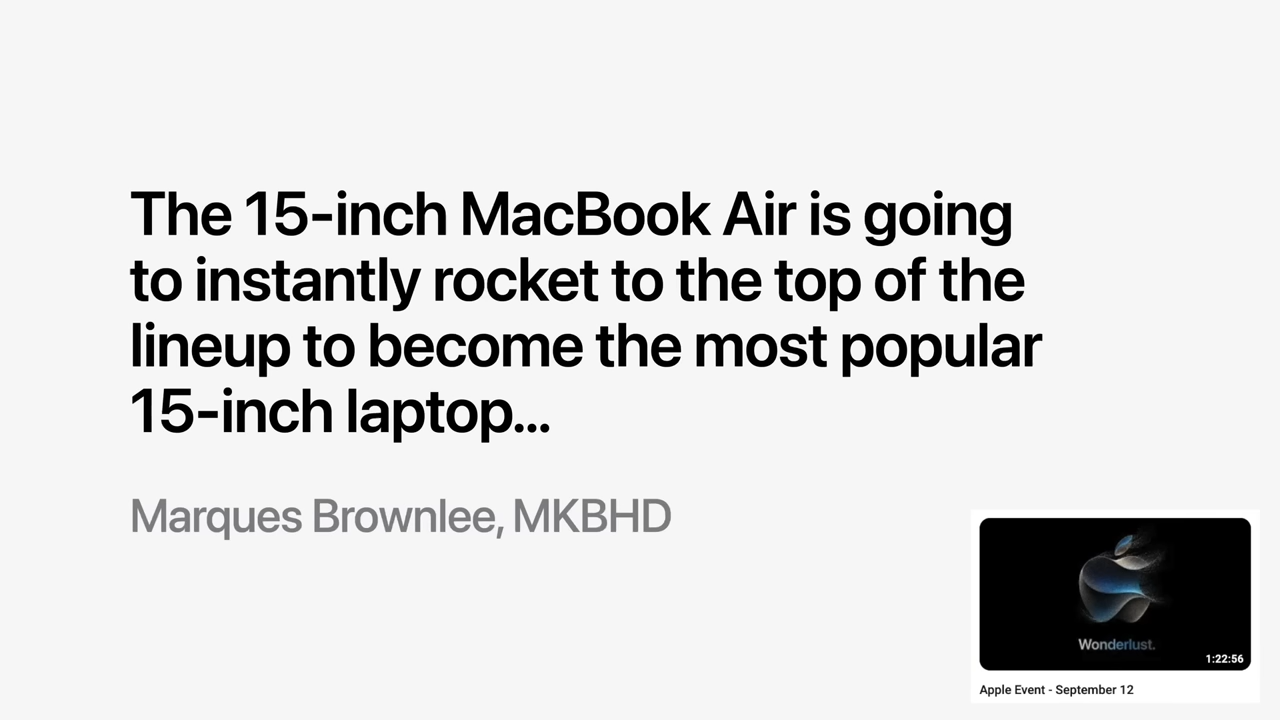 The 15-inch MacBook Air is going
to instantly rocket to the top of the
lineup to become the most popular
15-inch laptop...
Marques Brownlee, MKBHD
Wonderlust.
1:22:56
Apple Event - September 12